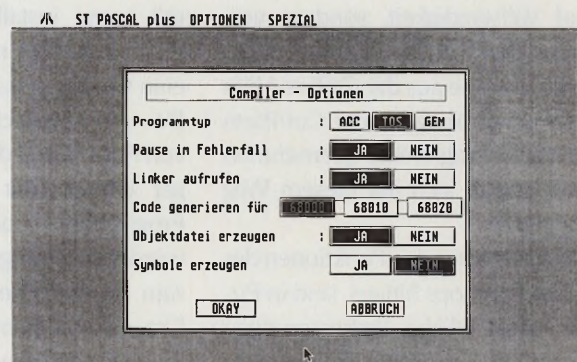 ST PASCAL plus OPTIONEN SPEZIAL
Compiler - Optionen
Programmtyp : ACC TOS GEM
Pause im Fehlerfall : JA NEIN
Linker aufrufen : JA NEIN
Code generieren für 68000 68010 68020
Objektdatei erzeugen : JA NEIN
Symbole erzeugen JA NEIN
OKAY ABBRUCH